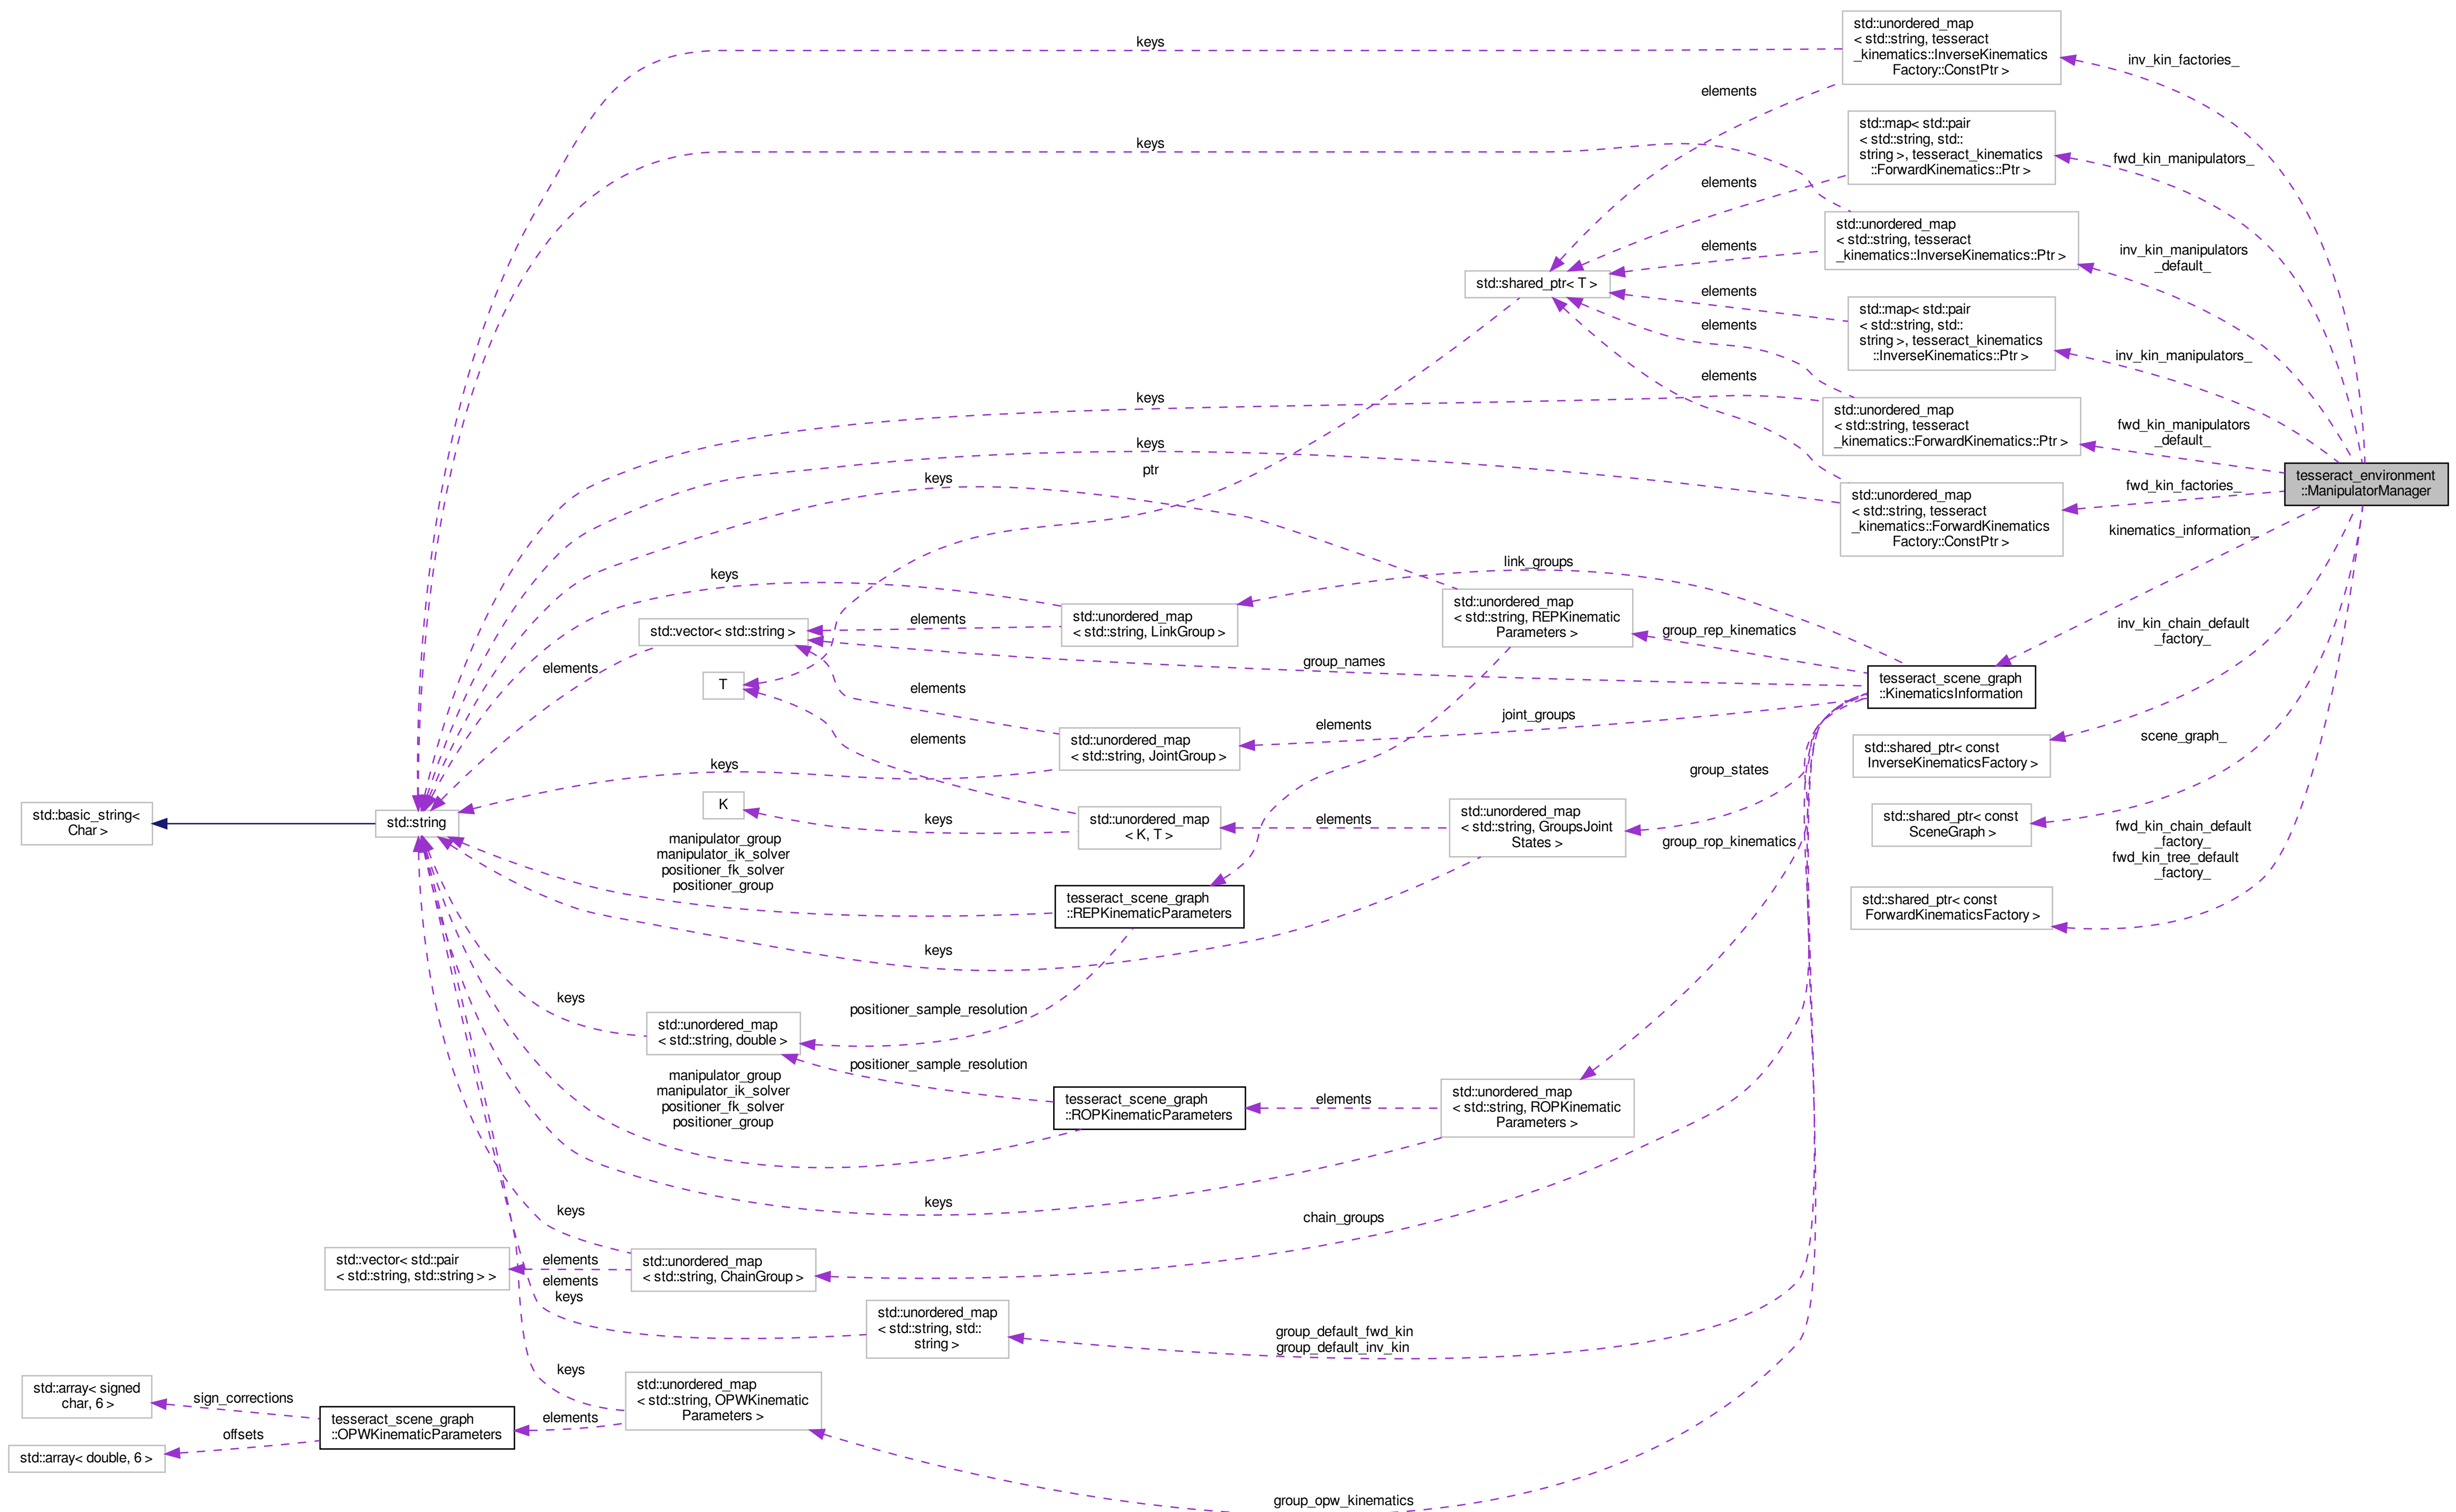 std::unordered_map
< std::string, tesseract
_kinematics::InverseKinematics
Factory::ConstPtr >
keys
inv_kin_factories_
elements
std::map< std::pair
< std::string, std::
string >, tesseract_kinematics
::ForwardKinematics::Ptr >
keys
fwd_kin_manipulators_
elements
std::unordered_map
< std::string, tesseract
_kinematics::InverseKinematics::Ptr >
elements
inv_kin_manipulators
_default_
std::shared_ptr< T >
elements
std::map< std::pair
< std::string, std::
string >, tesseract_kinematics
::InverseKinematics::Ptr >
elements
inv_kin_manipulators_
elements
keys
std::unordered_map
< std::string, tesseract
_kinematics::ForwardKinematics::Ptr >
fwd_kin_manipulators
_default_
keys
ptr
keys
tesseract_environment
::ManipulatorManager
fwd_kin_factories_
std::unordered_map
< std::string, tesseract
_kinematics::ForwardKinematics
Factory::ConstPtr >
kinematics_information_
link_groups
keys
std::unordered_map
< std::string, LinkGroup >
elements
std::vector< std::string >
std::unordered_map
< std::string, REPKinematic
Parameters >
group_rep_kinematics
group_names
elements
tesseract_scene_graph
::KinematicsInformation
inv_kin_chain_default
_factory_
T
elements
joint_groups
elements
elements
std::unordered_map
< std::string, JointGroup >
keys
std::shared_ptr< const
InverseKinematicsFactory >
scene_graph_
group_states
K
keys
std::unordered_map
< K, T >
elements
std::unordered_map
< std::string, GroupsJoint
States >
group_rop_kinematics
std::shared_ptr< const
SceneGraph >
fwd_kin_chain_default
_factory_
fwd_kin_tree_default
_factory_
std::basic_string<
Char >
std::string
manipulator_group
manipulator_ik_solver
positioner_fk_solver
positioner_group
tesseract_scene_graph
::REPKinematicParameters
std::shared_ptr< const
ForwardKinematicsFactory >
keys
keys
std::unordered_map
< std::string, double >
positioner_sample_resolution
positioner_sample_resolution
manipulator_group
manipulator_ik_solver
positioner_fk_solver
positioner_group
tesseract_scene_graph
::ROPKinematicParameters
elements
std::unordered_map
< std::string, ROPKinematic
Parameters >
keys
keys
chain_groups
std::vector< std::pair
< std::string, std::string > >
elements
std::unordered_map
< std::string, ChainGroup >
elements
keys
std::unordered_map
< std::string, std::
string >
group_default_fwd_kin
group_default_inv_kin
keys
std::array< signed
char, 6 >
sign_corrections
tesseract_scene_graph
::OPWKinematicParameters
elements
std::unordered_map
< std::string, OPWKinematic
Parameters >
offsets
std::array< double, 6 >
group_opw_kinematics